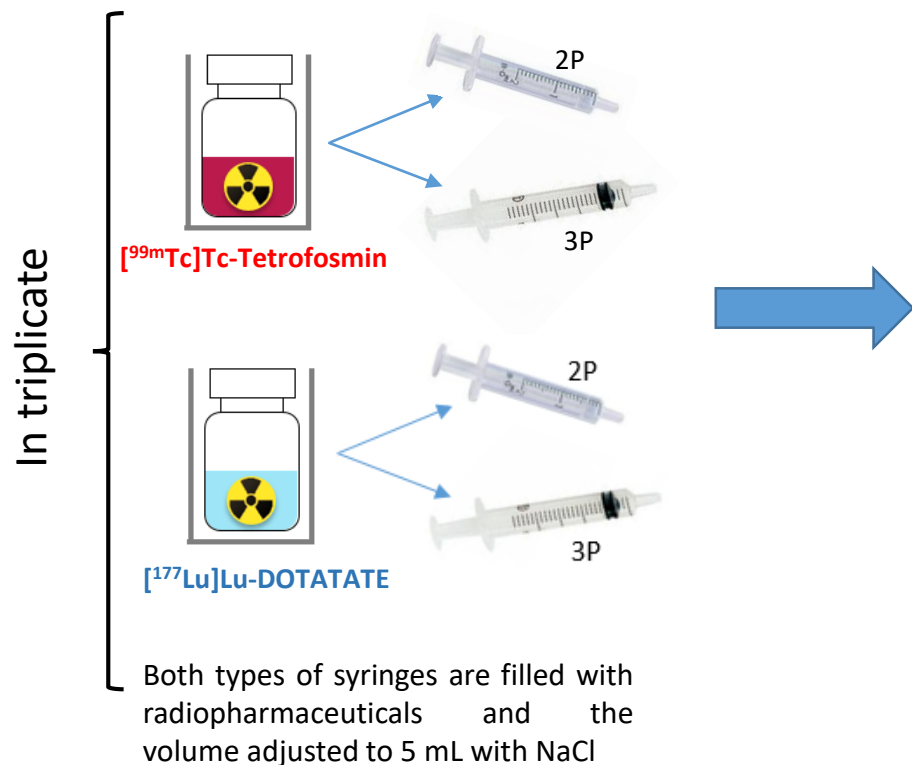 In triplicate
2P
3P
[⁹⁹ᵐTc]Tc-Tetrofosmin
2P
3P
[¹⁷⁷Lu]Lu-DOTATATE
Both types of syringes are filled with
radiopharmaceuticals and the
volume adjusted to 5 mL with NaCl